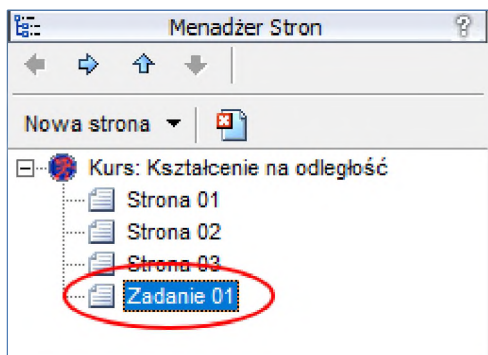 Menadżer Stron
Nowa strona
Kurs: Kształcenie na odległość
Strona 01
Strona 02
Strona 03
Zadanie 01